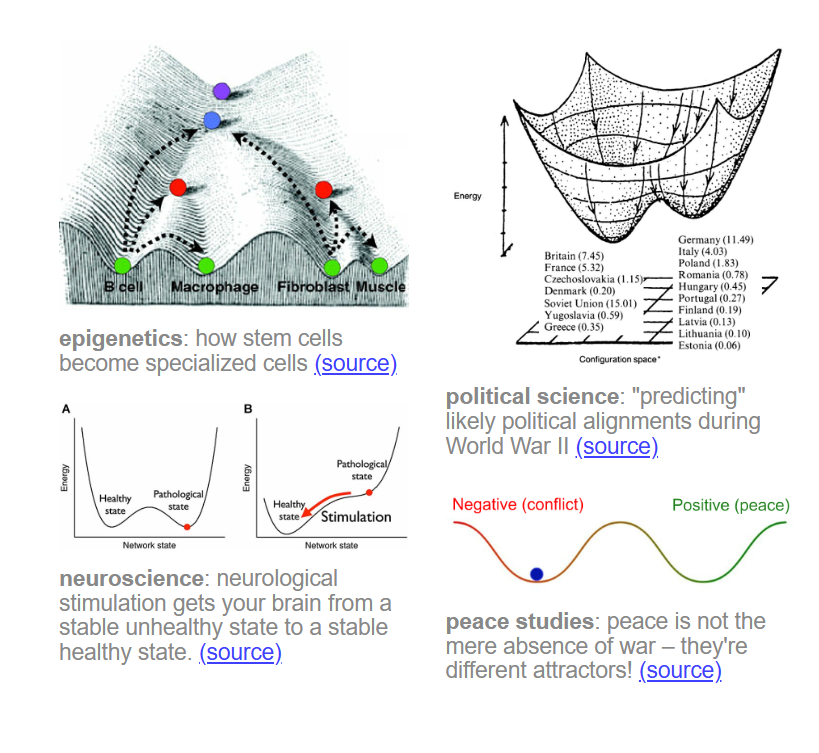 B cell Macrophage Fibroblast Muscle
epigenetics: how stem cells
become specialized cells (source)
A
Energy
Healthy
state
Pathological
state
Network state
B
Energy
Pathological
state
Healthy
state
Stimulation
Network state
neuroscience: neurological
stimulation gets your brain from a
stable unhealthy state to a stable
healthy state. (source)
Energy
Britain (7.45)
France (5.32)
Czechoslovakia (1.15)
Denmark (0.20)
Soviet Union (15.01)
Yugoslavia (0.59)
Greece (0.35)
Germany (11.49)
Italy (4.03)
Poland (1.83)
Romania (0.78)
Hungary (0.45)
Portugal (0.27)
Finland (0.19)
Latvia (0.13)
Lithuania (0.10)
Estonia (0.06)
Configuration space*
political science: "predicting"
likely political alignments during
World War II (source)
Negative (conflict) Positive (peace)
peace studies: peace is not the
mere absence of war – they're
different attractors! (source)